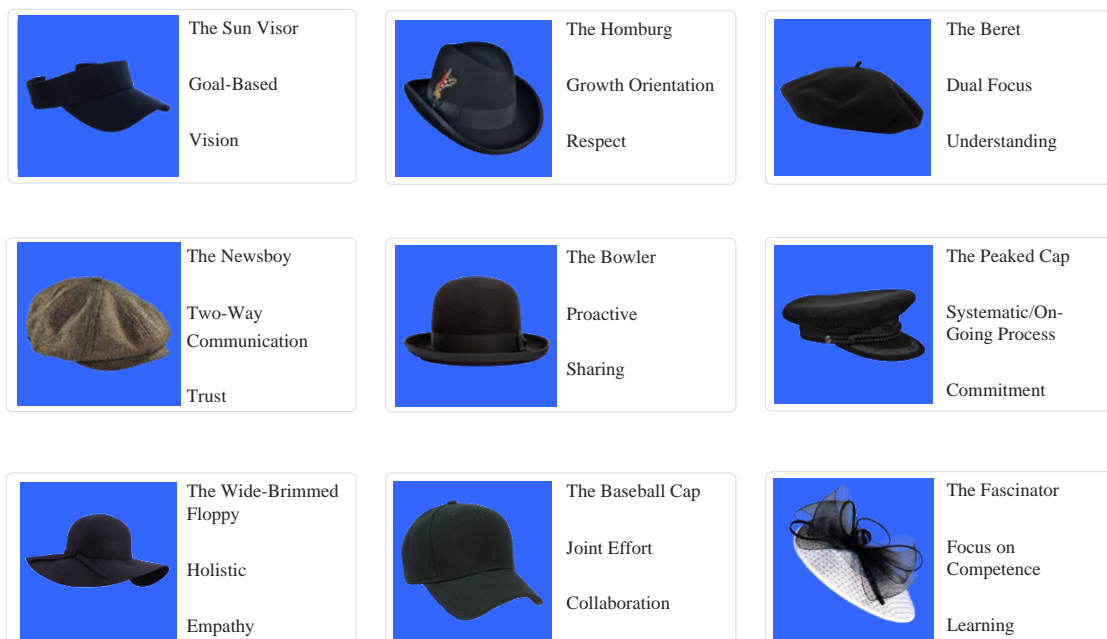 The Sun Visor
Goal-Based
Vision
The Homburg
Growth Orientation
Respect
The Beret
Dual Focus
Understanding
The Newsboy
Two-Way
Communication
Trust
The Bowler
Proactive
Sharing
The Peaked Cap
Systematic/On-
Going Process
Commitment
The Wide-Brimmed
Floppy
Holistic
Empathy
The Baseball Cap
Joint Effort
Collaboration
The Fascinator
Focus on
Competence
Learning